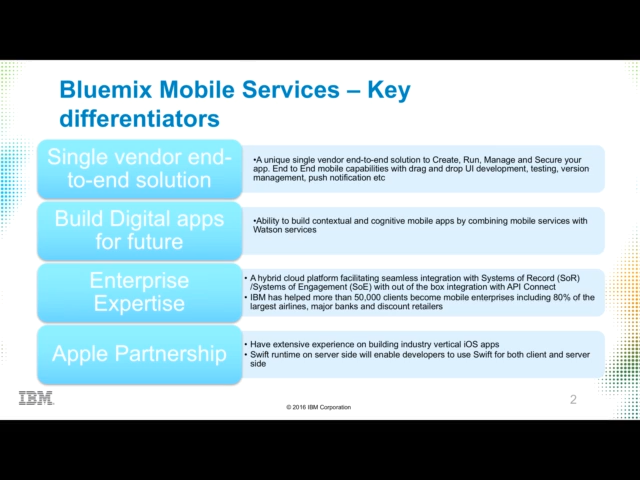 Bluemix Mobile Services – Key
differentiators
Single vendor end-
to-end solution
•A unique single vendor end-to-end solution to Create, Run, Manage and Secure your
app. End to End mobile capabilities with drag and drop UI development, testing, version
management, push notification etc
Build Digital apps
for future
•Ability to build contextual and cognitive mobile apps by combining mobile services with
Watson services
Enterprise
Expertise
• A hybrid cloud platform facilitating seamless integration with Systems of Record (SoR)
/Systems of Engagement (SoE) with out of the box integration with API Connect
• IBM has helped more than 50,000 clients become mobile enterprises including 80% of the
largest airlines, major banks and discount retailers
Apple Partnership
• Have extensive experience on building industry vertical iOS apps
• Swift runtime on server side will enable developers to use Swift for both client and server
side
IBM
© 2016 IBM Corporation
2